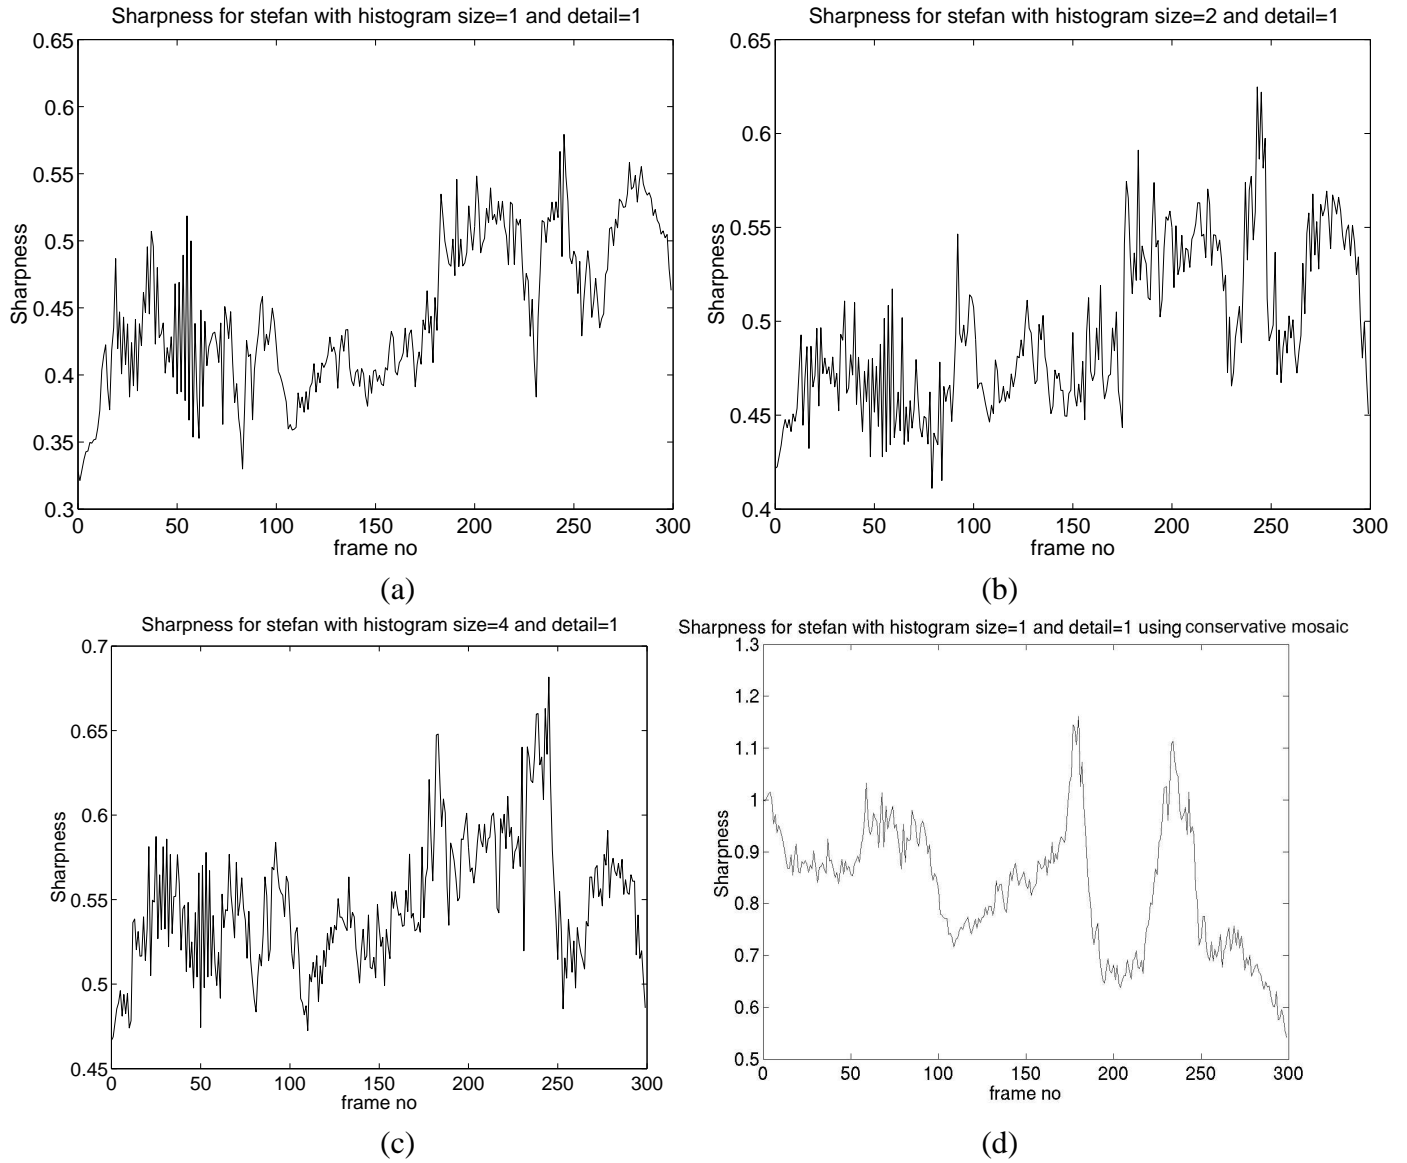 Sharpness for stefan with histogram size=1 and detail=1
0.65
0.6
0.55
0.5
0.45
0.4
0.35
0.3
Sharpness
0 50 100 150 200 250 300
frame no
(a)
Sharpness for stefan with histogram size=2 and detail=1
0.65
0.6
0.55
0.5
0.45
0.4
Sharpness
0 50 100 150 200 250 300
frame no
(b)
Sharpness for stefan with histogram size=4 and detail=1
0.7
0.65
0.6
0.55
0.5
0.45
Sharpness
0 50 100 150 200 250 300
frame no
(c)
Sharpness for stefan with histogram size=1 and detail=1 using conservative mosaic
1.3
1.2
1.1
1
0.9
0.8
0.7
0.6
0.5
Sharpness
0 50 100 150 200 250 300
frame no
(d)